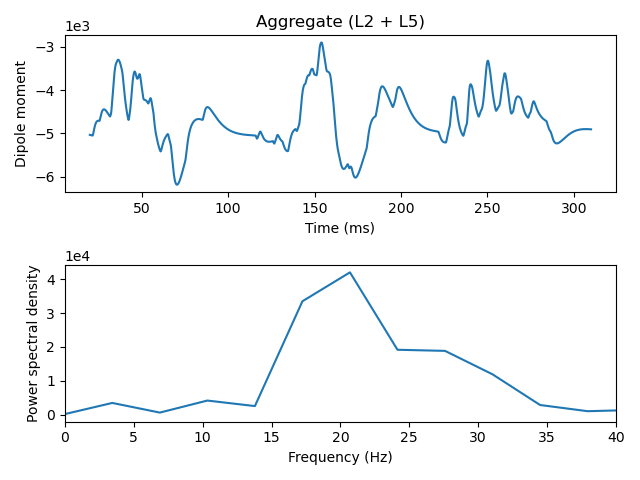 Aggregate (L2 + L5)
1e3
−3
−4
−5
−6
Dipole moment
50 100 150 200 250 300
Time (ms)
1e4
4
3
2
1
0
Power spectral density
0 5 10 15 20 25 30 35 40
Frequency (Hz)